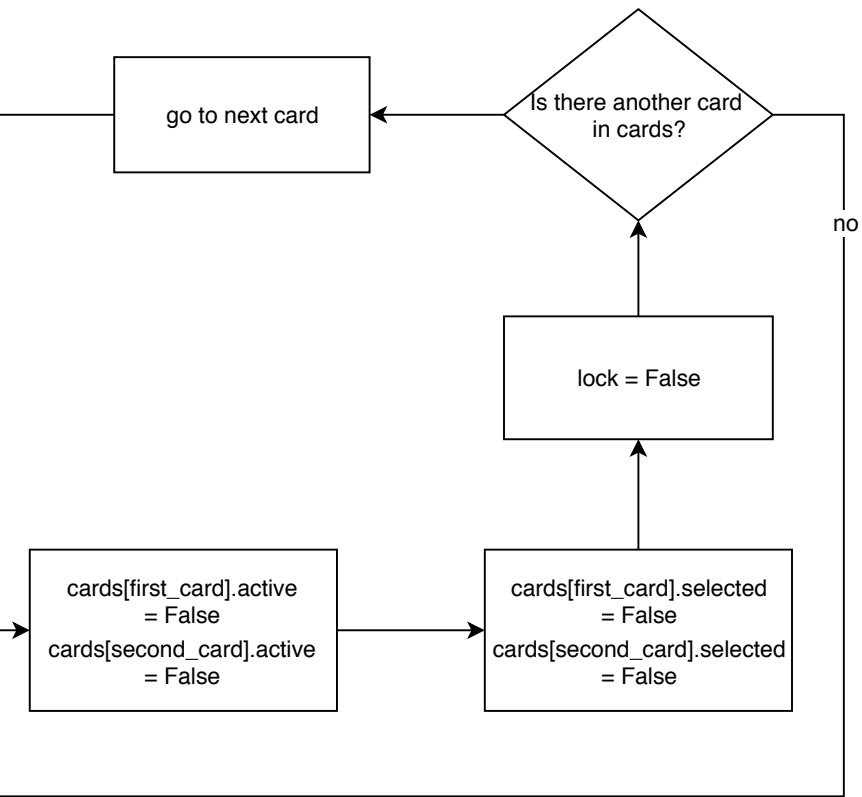 go to next card
Is there another card
in cards?
no
lock = False
cards[first_card].active
= False
cards[second_card].active
= False
cards[first_card].selected
= False
cards[second_card].selected
= False